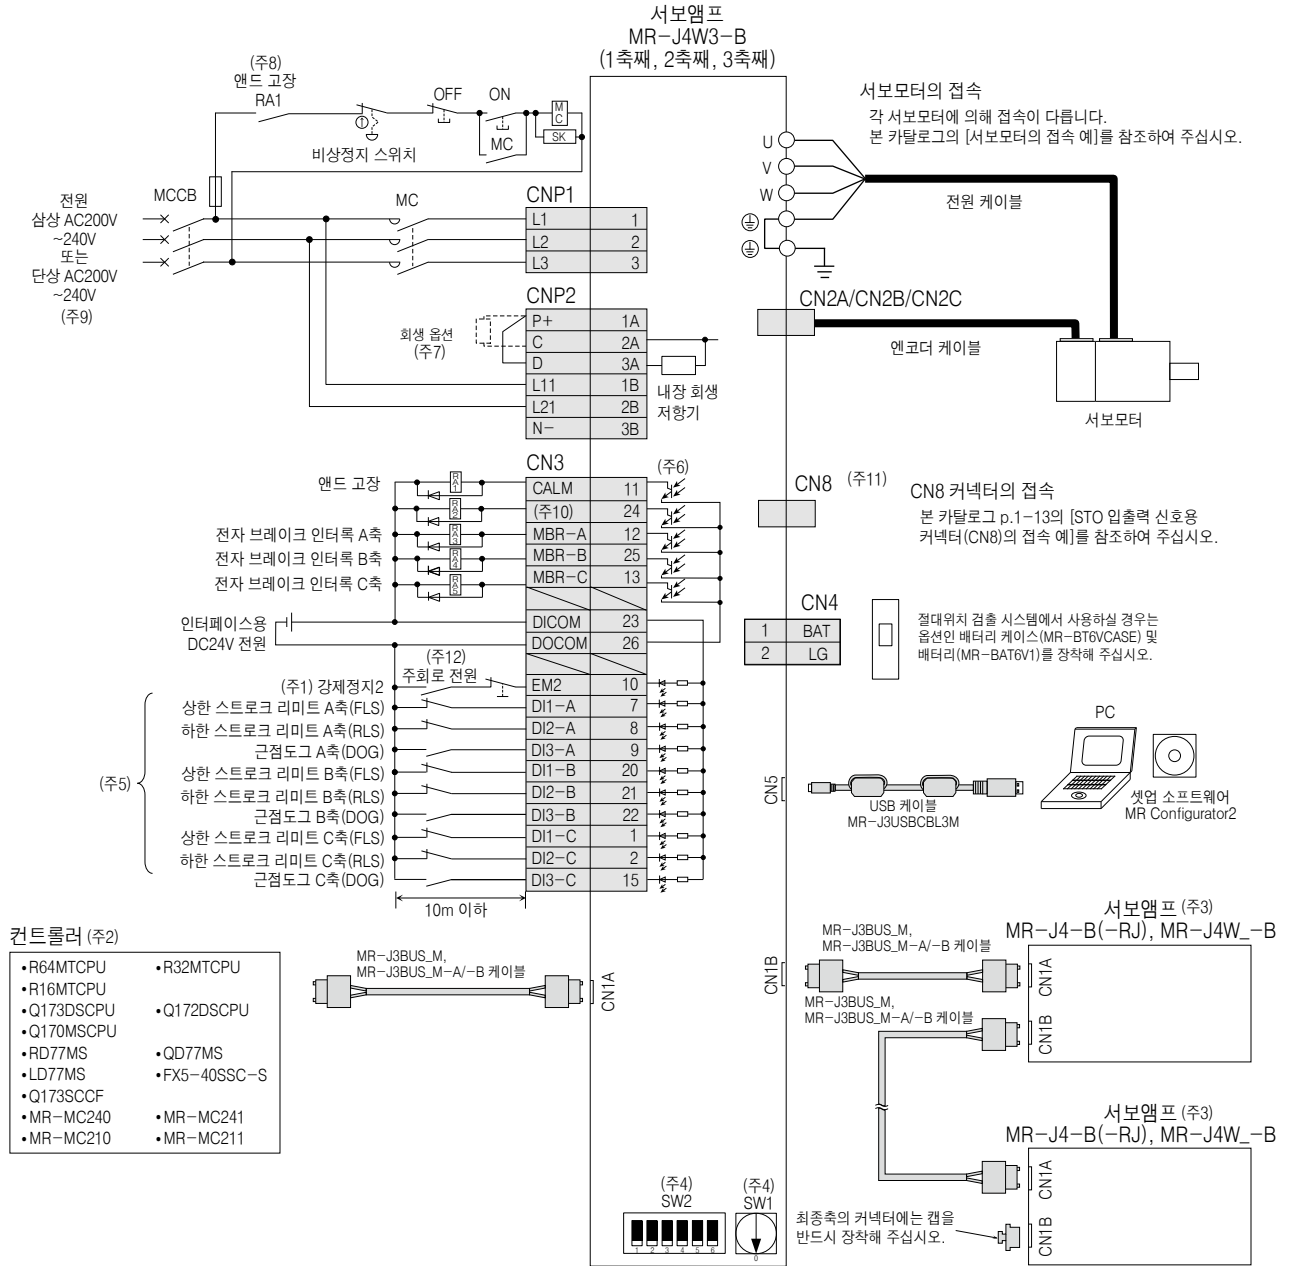 서보앰프
MR-J4W3-B
(1축째, 2축째, 3축째)
(주8)
앤드 고장
RA1
OFF
ON
MC
SK
MC
비상정지 스위치
서보모터의 접속
각 서보모터에 의해 접속이 다릅니다.
본 카탈로그의 [서보모터의 접속 예]를 참조하여 주십시오.
U
V
W
전원 케이블
전원
삼상 AC200V
~240V
또는
단상 AC200V
~240V
(주9)
MCCB
MC
CNP1
L1 1
L2 2
L3 3
CNP2
P+ 1A
C 2A
D 3A
L11 1B
L21 2B
N- 3B
회생 옵션
(주7)
내장 회생
저항기
CN2A/CN2B/CN2C
엔코더 케이블
서보모터
CN3
(주6)
앤드 고장 RA1 CALM 11
RA2 (주10) 24
전자 브레이크 인터록 A축 RA3 MBR-A 12
전자 브레이크 인터록 B축 RA4 MBR-B 25
전자 브레이크 인터록 C축 RA5 MBR-C 13
인터페이스용
DC24V 전원
DICOM 23
DOCOM 26
(주12)
주회로 전원
(주1) 강제정지2 EM2 10
(주5)
상한 스트로크 리미트 A축(FLS) DI1-A 7
하한 스트로크 리미트 A축(RLS) DI2-A 8
근점도그 A축(DOG) DI3-A 9
상한 스트로크 리미트 B축(FLS) DI1-B 20
하한 스트로크 리미트 B축(RLS) DI2-B 21
근점도그 B축(DOG) DI3-B 22
상한 스트로크 리미트 C축(FLS) DI1-C 1
하한 스트로크 리미트 C축(RLS) DI2-C 2
근점도그 C축(DOG) DI3-C 15
10m 이하
CN8 (주11)
CN8 커넥터의 접속
본 카탈로그 p.1-13의 [STO 입출력 신호용
커넥터(CN8)의 접속 예]를 참조하여 주십시오.
CN4
1 BAT
2 LG
절대위치 검출 시스템에서 사용하실 경우는
옵션인 배터리 케이스(MR-BT6VCASE) 및
배터리(MR-BAT6V1)를 장착해 주십시오.
PC
CN5
USB 케이블
MR-J3USBCBL3M
셋업 소프트웨어
MR Configurator2
컨트롤러 (주2)
•R64MTCPU •R32MTCPU
•R16MTCPU
•Q173DSCPU •Q172DSCPU
•Q170MSCPU
•RD77MS •QD77MS
•LD77MS •FX5-40SSC-S
•Q173SCCF
•MR-MC240 •MR-MC241
•MR-MC210 •MR-MC211
MR-J3BUS_M,
MR-J3BUS_M-A/-B 케이블
CN1A
CN1B
MR-J3BUS_M,
MR-J3BUS_M-A/-B 케이블
MR-J3BUS_M,
MR-J3BUS_M-A/-B 케이블
서보앰프 (주3)
MR-J4-B(-RJ), MR-J4W_-B
CN1A
CN1B
서보앰프 (주3)
MR-J4-B(-RJ), MR-J4W_-B
CN1A
CN1B
최종축의 커넥터에는 캡을
반드시 장착해 주십시오.
(주4)
SW2
1 2 3 4 5 6
(주4)
SW1
0